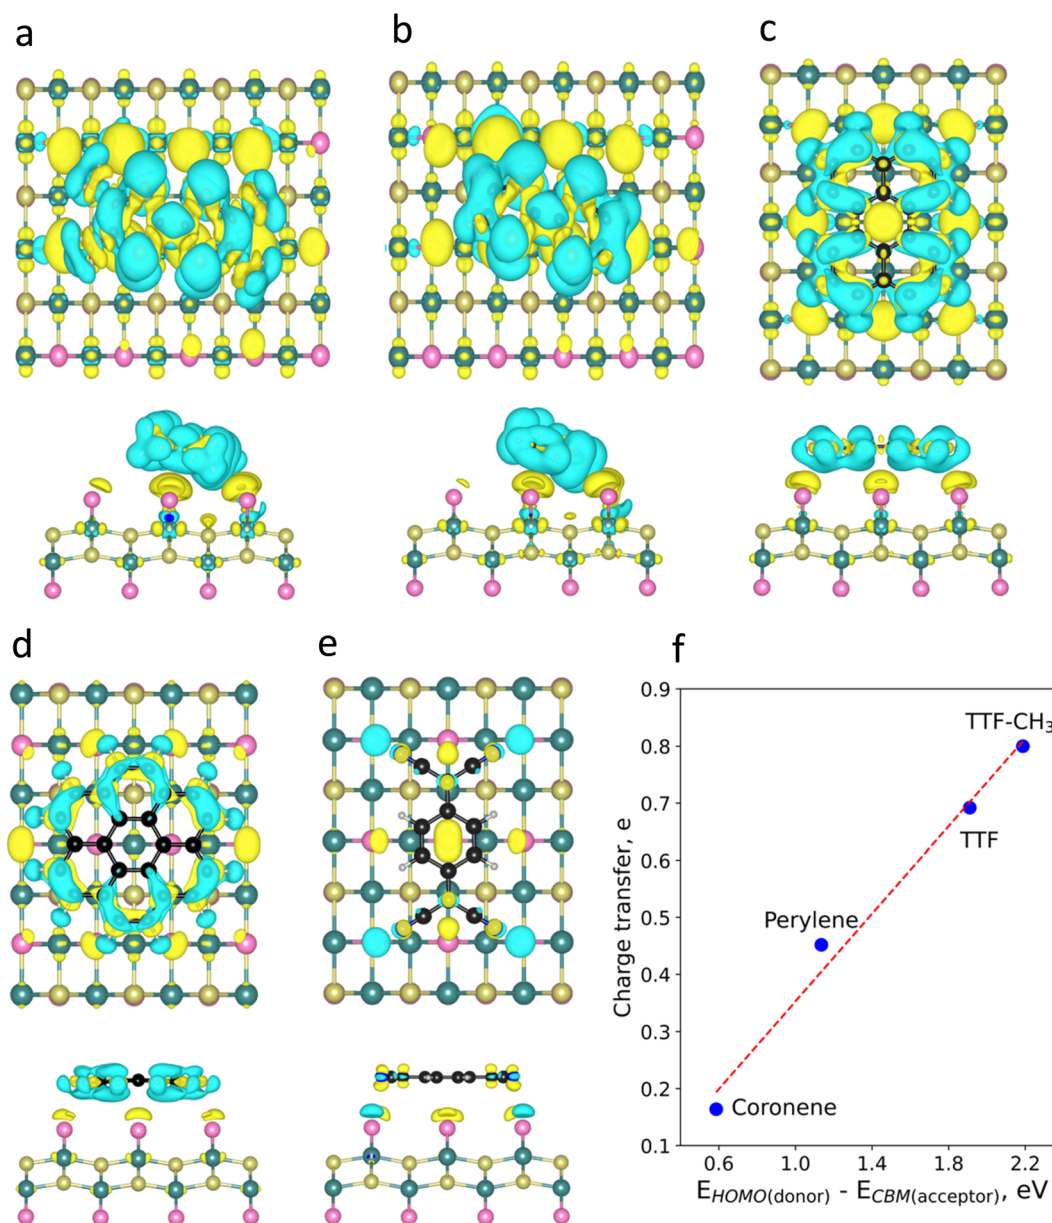 a
b
c
d
e
f
0.9
0.8
0.7
0.6
0.5
0.4
0.3
0.2
0.1
Charge transfer, e
TTF-CH₃
TTF
Perylene
Coronene
0.6 1.0 1.4 1.8 2.2
E_HOMO(donor) - E_CBM(acceptor), eV